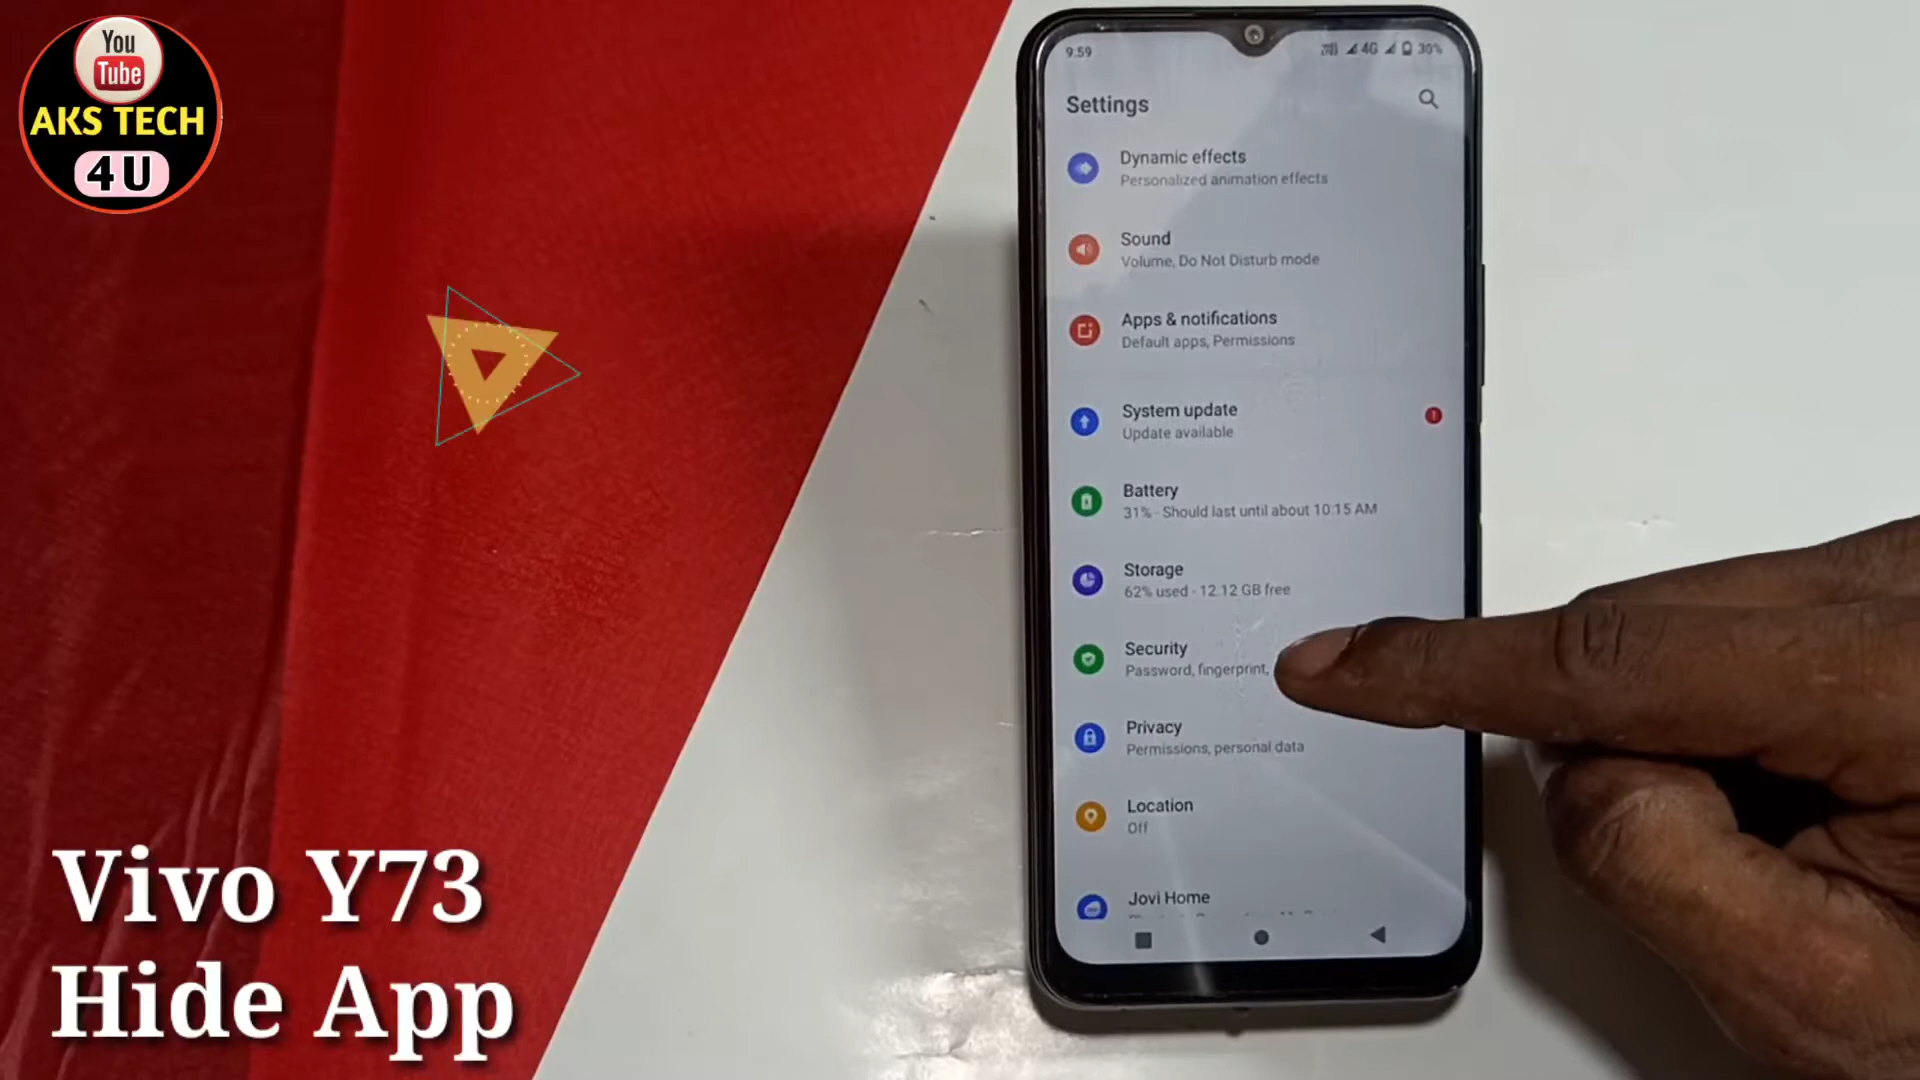 You
Tube
AKS TECH
4U
Vivo Y73
Hide App
9:59
4G
30%
Settings
Dynamic effects
Personalized animation effects
Sound
Volume, Do Not Disturb mode
Apps & notifications
Default apps, Permissions
System update
Update available
Battery
31% - Should last until about 10:15 AM
Storage
62% used - 12.12 GB free
Security
Password, fingerprint,
Privacy
Permissions, personal data
Location
Off
Jovi Home